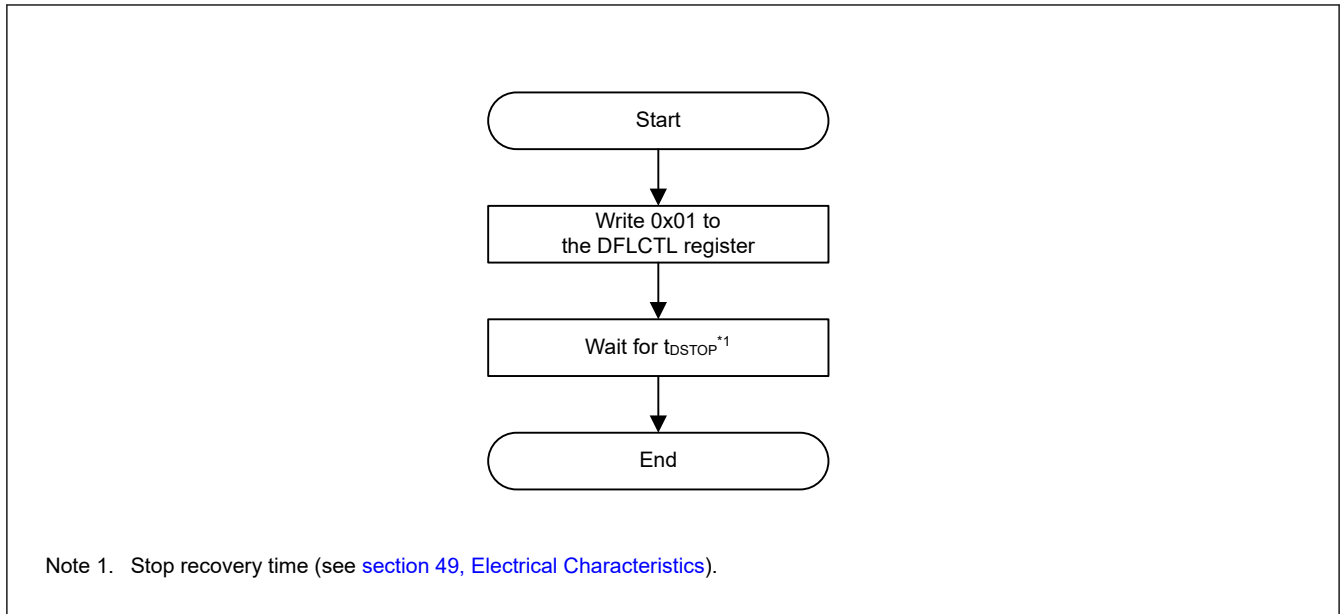 Start
Write 0x01 to
the DFLCTL register
Wait for tDSTOP*1
End
Note 1. Stop recovery time (see section 49, Electrical Characteristics).